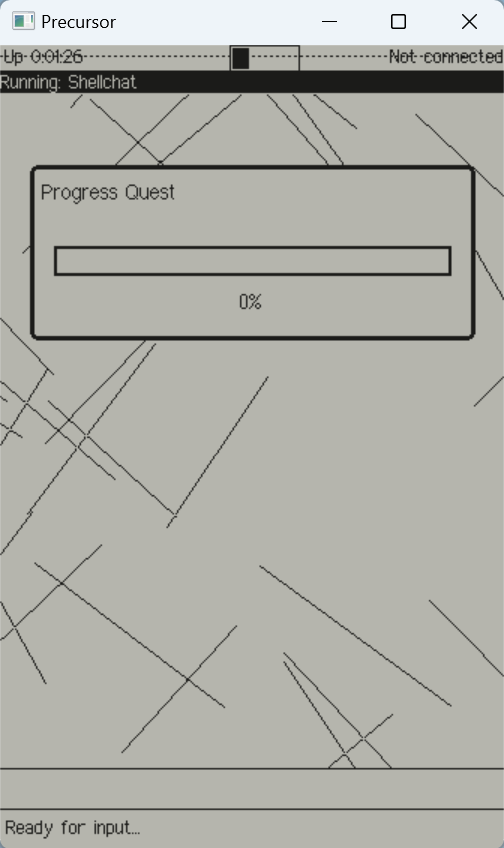 Precursor
Up 0:01:26 Not connected
Running: Shellchat
Progress Quest
0%
Ready for input...